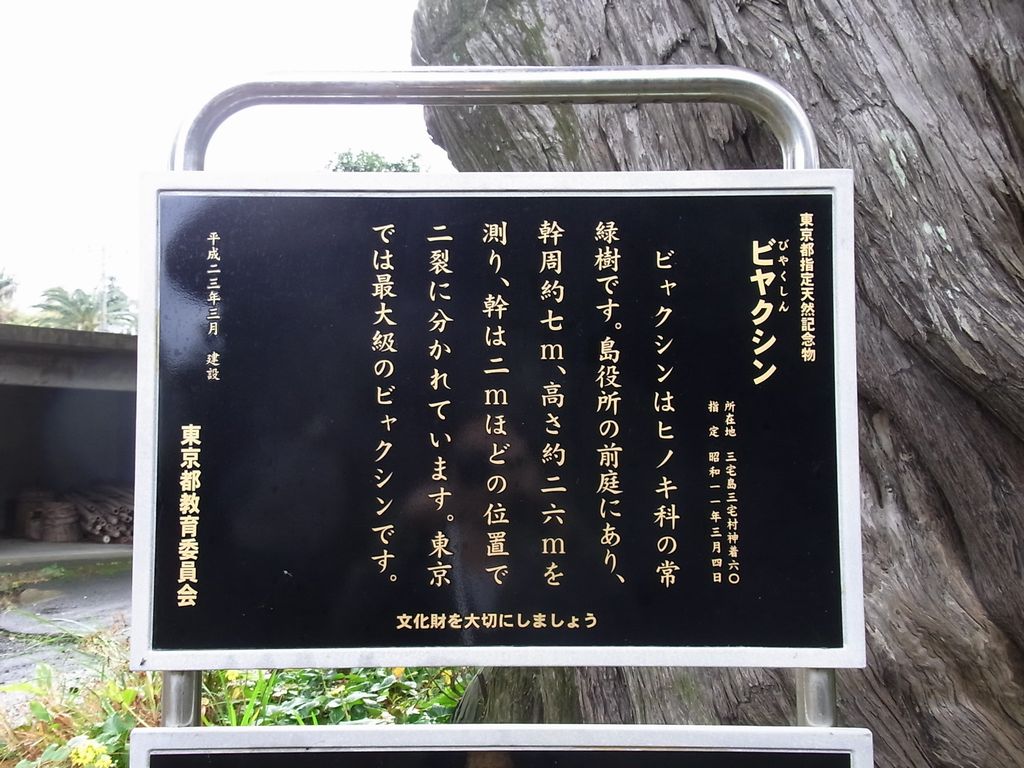 東京都指定天然記念物
びゃくしん
ビャクシン
所在地 三宅島三宅村神着六〇
指定 昭和一一年三月四日
ビャクシンはヒノキ科の常
緑樹です。島役所の前庭にあり、
幹周約七m、高さ約二六mを
測り、幹は二mほどの位置で
二裂に分かれています。東京
では最大級のビャクシンです。
平成二三年三月 建設
東京都教育委員会
文化財を大切にしましょう